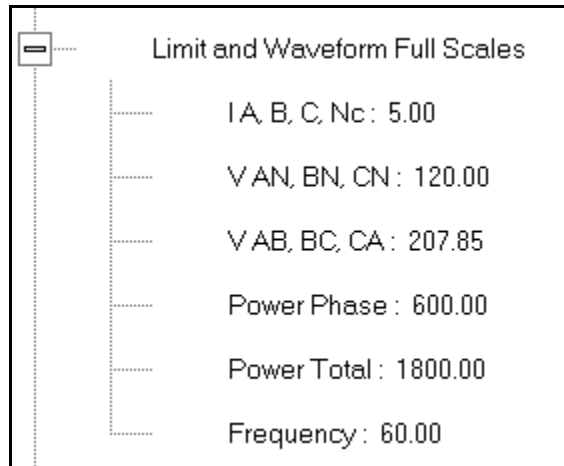 Limit and Waveform Full Scales
I A, B, C, Nc : 5.00
V AN, BN, CN : 120.00
V AB, BC, CA : 207.85
Power Phase : 600.00
Power Total : 1800.00
Frequency : 60.00